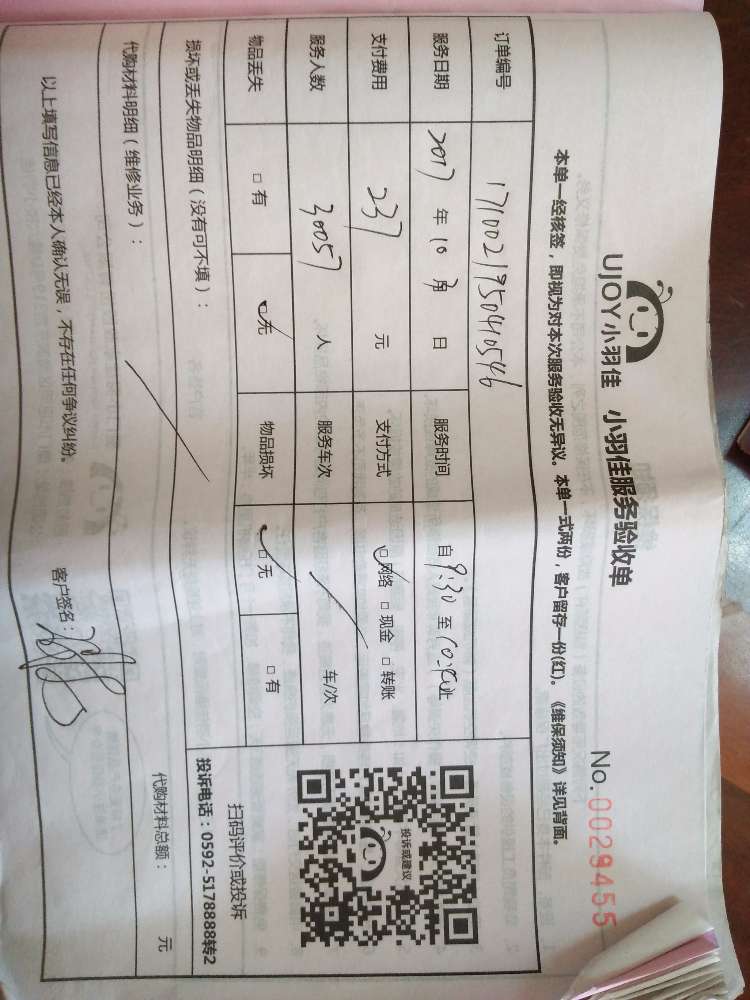 UJOY小羽佳 小羽佳服务验收单
No. 0029455
本单一经核签，即视为对本次服务验收无异议。本单一式两份，客户留存一份(红)。《维保须知》详见背面。
订单编号
服务日期 2017 年 10 月 日 服务时间 自 9:30 至 止
支付费用 237 元 支付方式 ☑网络 □现金 □转账
服务人数 30057 人 服务车次 车/次
物品丢失 □有 ☑无 物品损坏 ☑无 □有
损坏或丢失物品明细（没有可不填）：
代购材料明细（维修业务）：
代购材料总额： 元
以上填写信息已经本人确认无误，不存在任何争议纠纷。 客户签名：
投诉或建议
扫码评价或投诉
投诉电话：0592-5178888转2